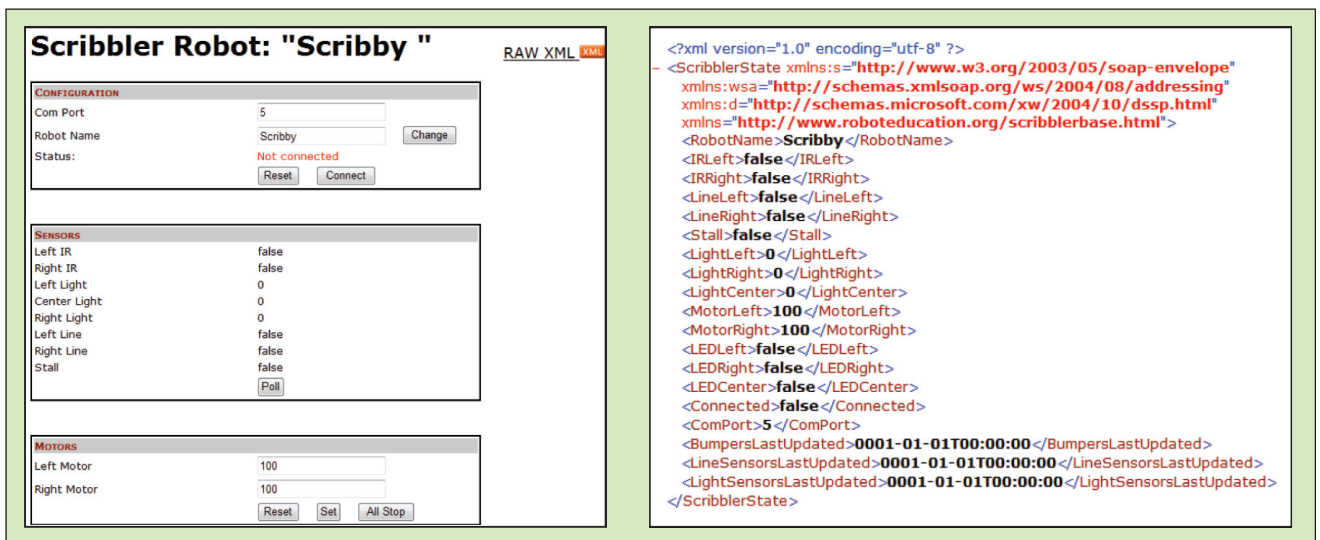 Scribbler Robot: "Scribby "
RAW XML XML
CONFIGURATION
Com Port 5
Robot Name Scribby Change
Status: Not connected
Reset Connect
SENSORS
Left IR false
Right IR false
Left Light 0
Center Light 0
Right Light 0
Left Line false
Right Line false
Stall false
Poll
MOTORS
Left Motor 100
Right Motor 100
Reset Set All Stop
<?xml version="1.0" encoding="utf-8" ?>
- <ScribblerState xmlns:s="http://www.w3.org/2003/05/soap-envelope"
xmlns:wsa="http://schemas.xmlsoap.org/ws/2004/08/addressing"
xmlns:d="http://schemas.microsoft.com/xw/2004/10/dssp.html"
xmlns="http://www.roboteducation.org/scribblerbase.html">
<RobotName>Scribby</RobotName>
<IRLeft>false</IRLeft>
<IRRight>false</IRRight>
<LineLeft>false</LineLeft>
<LineRight>false</LineRight>
<Stall>false</Stall>
<LightLeft>0</LightLeft>
<LightRight>0</LightRight>
<LightCenter>0</LightCenter>
<MotorLeft>100</MotorLeft>
<MotorRight>100</MotorRight>
<LEDLeft>false</LEDLeft>
<LEDRight>false</LEDRight>
<LEDCenter>false</LEDCenter>
<Connected>false</Connected>
<ComPort>5</ComPort>
<BumpersLastUpdated>0001-01-01T00:00:00</BumpersLastUpdated>
<LineSensorsLastUpdated>0001-01-01T00:00:00</LineSensorsLastUpdated>
<LightSensorsLastUpdated>0001-01-01T00:00:00</LightSensorsLastUpdated>
</ScribblerState>